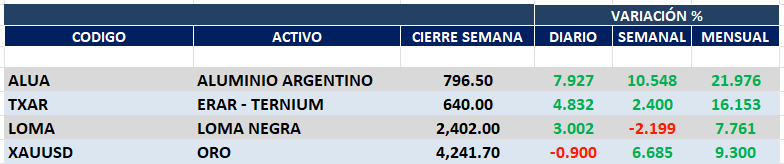 VARIACIÓN %
CODIGO ACTIVO CIERRE SEMANA DIARIO SEMANAL MENSUAL
ALUA ALUMINIO ARGENTINO 796.50 7.927 10.548 21.976
TXAR ERAR - TERNIUM 640.00 4.832 2.400 16.153
LOMA LOMA NEGRA 2,402.00 3.002 -2.199 7.761
XAUUSD ORO 4,241.70 -0.900 6.685 9.300